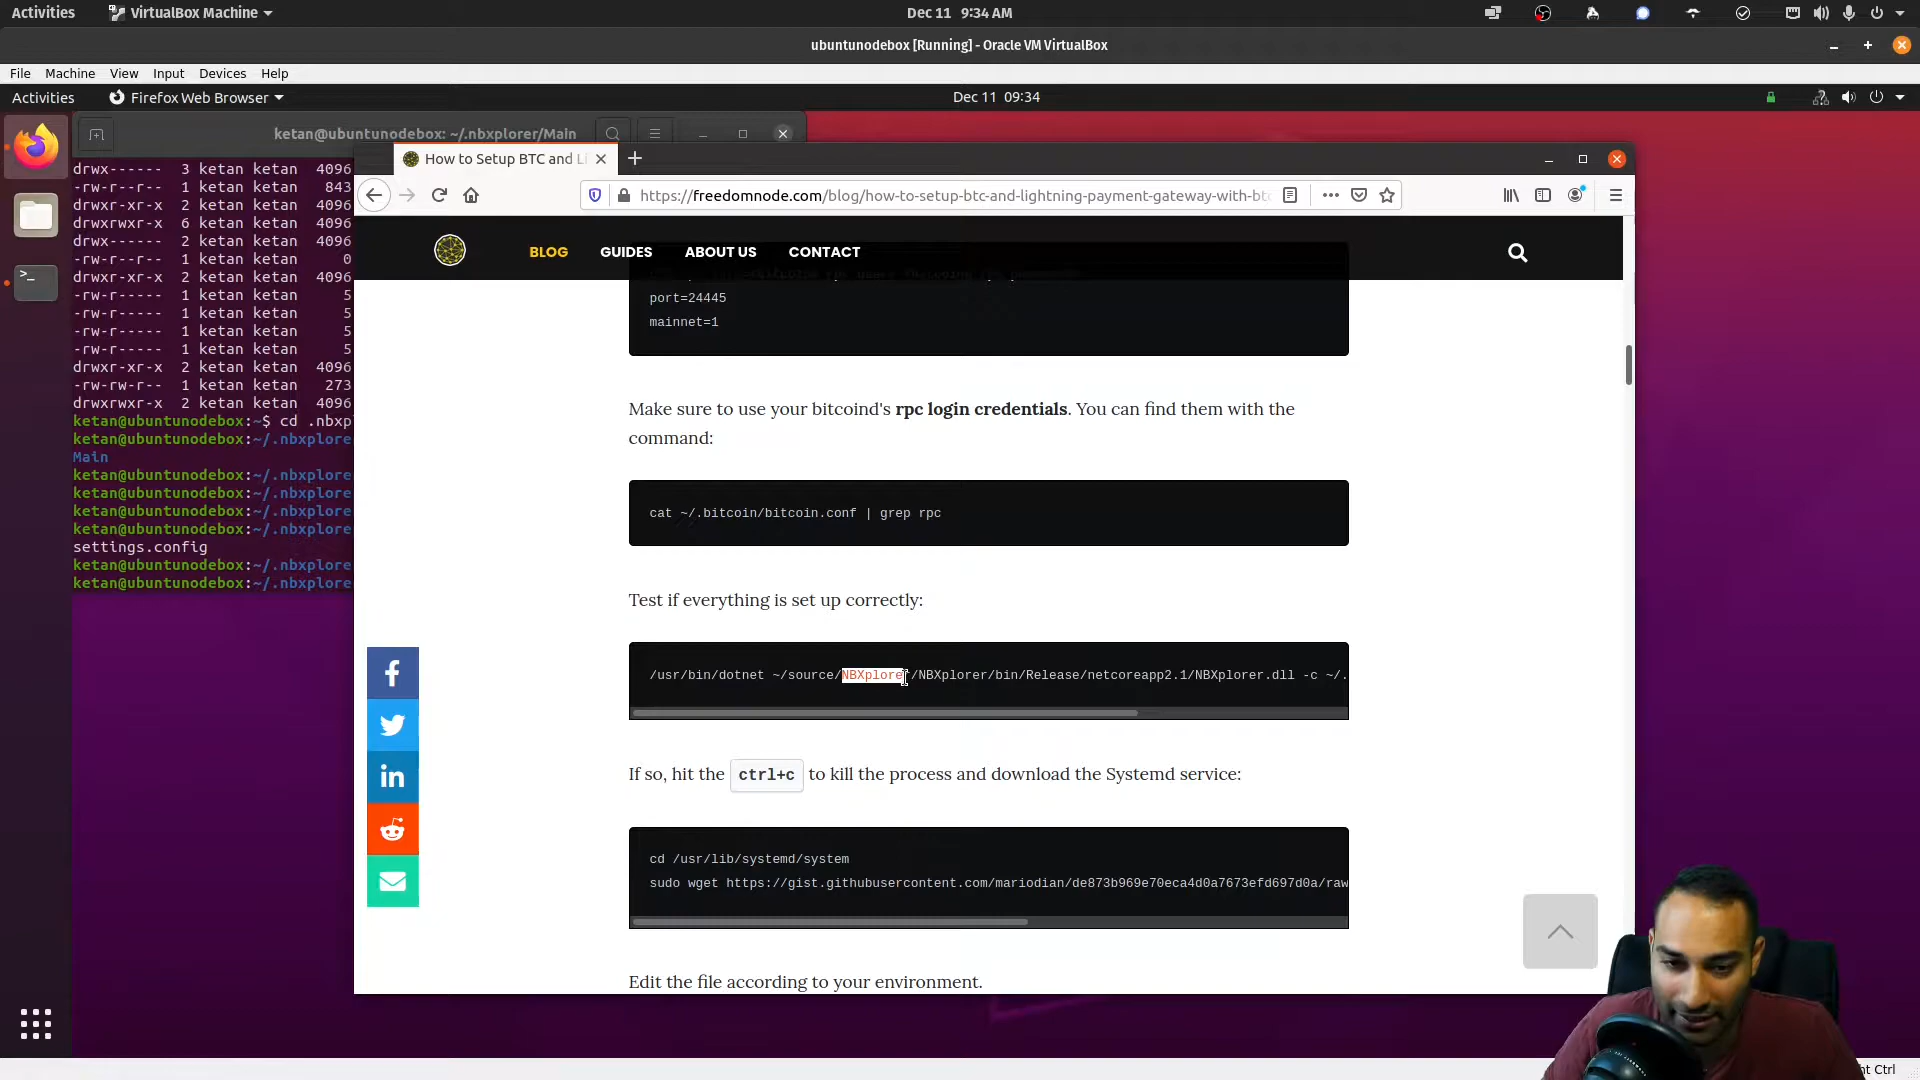 Activities
VirtualBox Machine
Dec 11 9:34 AM
ubuntunodebox [Running] - Oracle VM VirtualBox
File Machine View Input Devices Help
Activities
Firefox Web Browser
Dec 11 09:34
ketan@ubuntunodebox: ~/.nbxplorer/Main
drwx------ 3 ketan ketan 4096
-rw-r--r-- 1 ketan ketan 843
drwxr-xr-x 2 ketan ketan 4096
drwxrwxr-x 6 ketan ketan 4096
drwx------ 2 ketan ketan 4096
-rw-r--r-- 1 ketan ketan 0
drwxr-xr-x 2 ketan ketan 4096
-rw-r----- 1 ketan ketan 5
-rw-r----- 1 ketan ketan 5
-rw-r----- 1 ketan ketan 5
-rw-r----- 1 ketan ketan 5
drwxr-xr-x 2 ketan ketan 4096
-rw-rw-r-- 1 ketan ketan 273
drwxrwxr-x 2 ketan ketan 4096
ketan@ubuntunodebox:~$ cd .nbxp
ketan@ubuntunodebox:~/.nbxplore
Main
ketan@ubuntunodebox:~/.nbxplore
ketan@ubuntunodebox:~/.nbxplore
ketan@ubuntunodebox:~/.nbxplore
ketan@ubuntunodebox:~/.nbxplore
settings.config
ketan@ubuntunodebox:~/.nbxplore
ketan@ubuntunodebox:~/.nbxplore
How to Setup BTC and Li
https://freedomnode.com/blog/how-to-setup-btc-and-lightning-payment-gateway-with-btc
BLOG GUIDES ABOUT US CONTACT
port=24445
mainnet=1
Make sure to use your bitcoind's rpc login credentials. You can find them with the
command:
cat ~/.bitcoin/bitcoin.conf | grep rpc
Test if everything is set up correctly:
/usr/bin/dotnet ~/source/NBXplorer/NBXplorer/bin/Release/netcoreapp2.1/NBXplorer.dll -c ~/.
If so, hit the ctrl+c to kill the process and download the Systemd service:
cd /usr/lib/systemd/system
sudo wget https://gist.githubusercontent.com/mariodian/de873b969e70eca4d0a7673efd697d0a/raw
Edit the file according to your environment.
ht Ctrl